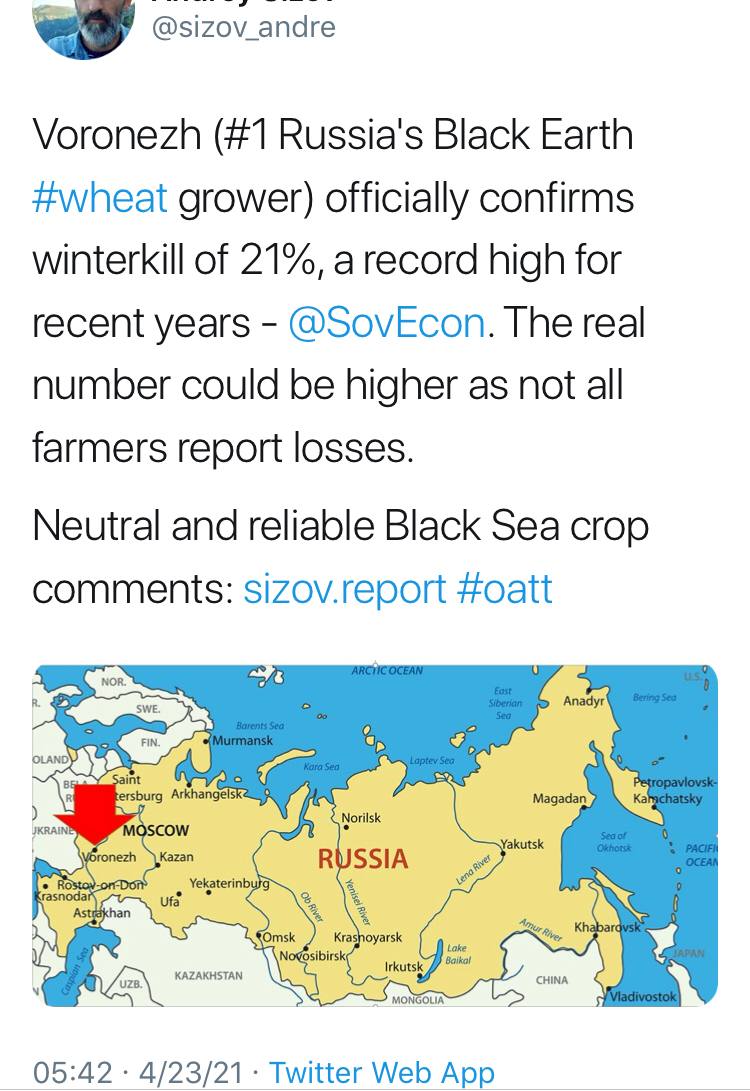 @sizov_andre
Voronezh (#1 Russia's Black Earth
#wheat grower) officially confirms
winterkill of 21%, a record high for
recent years - @SovEcon. The real
number could be higher as not all
farmers report losses.
Neutral and reliable Black Sea crop
comments: sizov.report #oatt
ARCTIC OCEAN
U.S.
NOR.
East
Siberian
Sea
Anadyr
Bering Sea
R.
SWE.
Barents Sea
FIN.
Murmansk
Kara Sea
Laptev Sea
OLAND
Saint
tersburg
Arkhangelsk
Petropavlovsk-
Kamchatsky
Magadan
Norilsk
UKRAINE
MOSCOW
Sea of
Okhotsk
Yakutsk
PACIFI
OCEAN
Voronezh
Kazan
RUSSIA
Lena River
Rostov-on-Don
Krasnodar
Yekaterinburg
Ufa
Ob River
Yenisei River
Astrakhan
Amur River
Khabarovsk
Omsk
Krasnoyarsk
Novosibirsk
Lake
Baikal
JAPAN
Caspian Sea
Irkutsk
KAZAKHSTAN
UZB.
CHINA
MONGOLIA
Vladivostok
05:42 · 4/23/21 · Twitter Web App